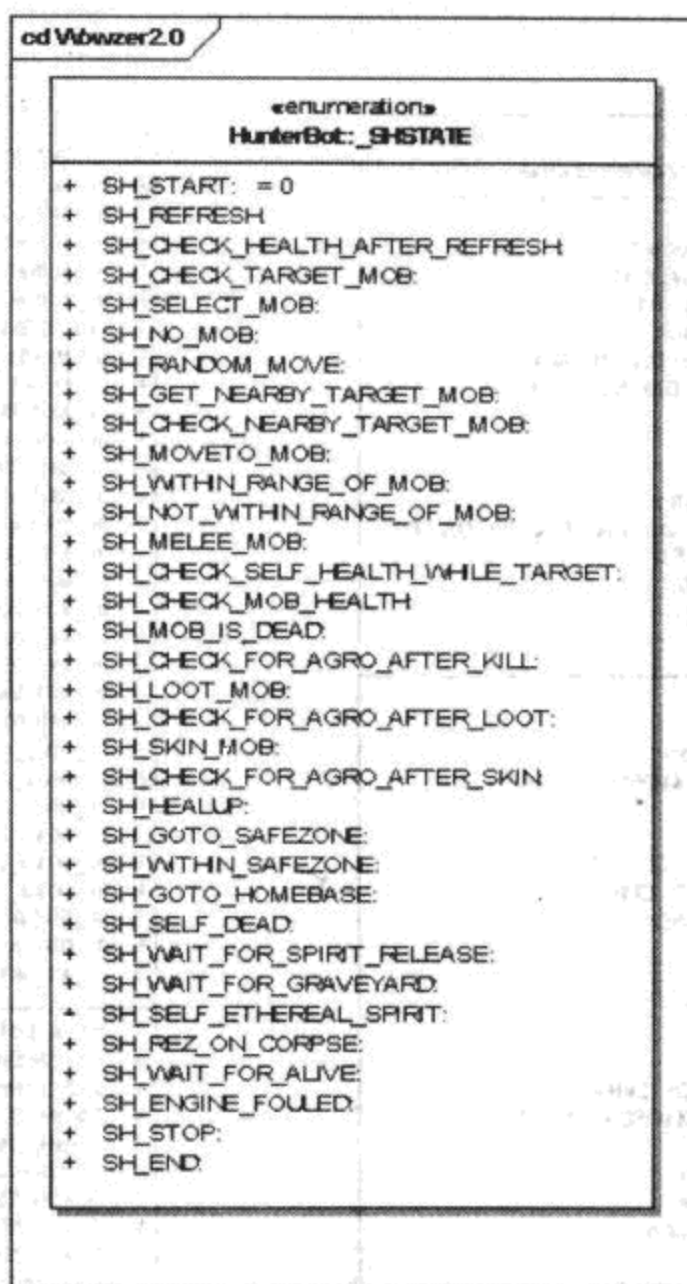 cd Wowzer2.0
«enumeration»
HunterBot::_SHSTATE
+ SH_START: = 0
+ SH_REFRESH:
+ SH_CHECK_HEALTH_AFTER_REFRESH:
+ SH_CHECK_TARGET_MOB:
+ SH_SELECT_MOB:
+ SH_NO_MOB:
+ SH_RANDOM_MOVE:
+ SH_GET_NEARBY_TARGET_MOB:
+ SH_CHECK_NEARBY_TARGET_MOB:
+ SH_MOVETO_MOB:
+ SH_WITHIN_RANGE_OF_MOB:
+ SH_NOT_WITHIN_RANGE_OF_MOB:
+ SH_MELEE_MOB:
+ SH_CHECK_SELF_HEALTH_WHILE_TARGET:
+ SH_CHECK_MOB_HEALTH:
+ SH_MOB_IS_DEAD:
+ SH_CHECK_FOR_AGRO_AFTER_KILL:
+ SH_LOOT_MOB:
+ SH_CHECK_FOR_AGRO_AFTER_LOOT:
+ SH_SKIN_MOB:
+ SH_CHECK_FOR_AGRO_AFTER_SKIN:
+ SH_HEALUP:
+ SH_GOTO_SAFEZONE:
+ SH_WITHIN_SAFEZONE:
+ SH_GOTO_HOMEBASE:
+ SH_SELF_DEAD:
+ SH_WAIT_FOR_SPIRIT_RELEASE:
+ SH_WAIT_FOR_GRAVEYARD:
+ SH_SELF_ETHEREAL_SPIRIT:
+ SH_REZ_ON_CORPSE:
+ SH_WAIT_FOR_ALIVE:
+ SH_ENGINE_FOULED:
+ SH_STOP:
+ SH_END: